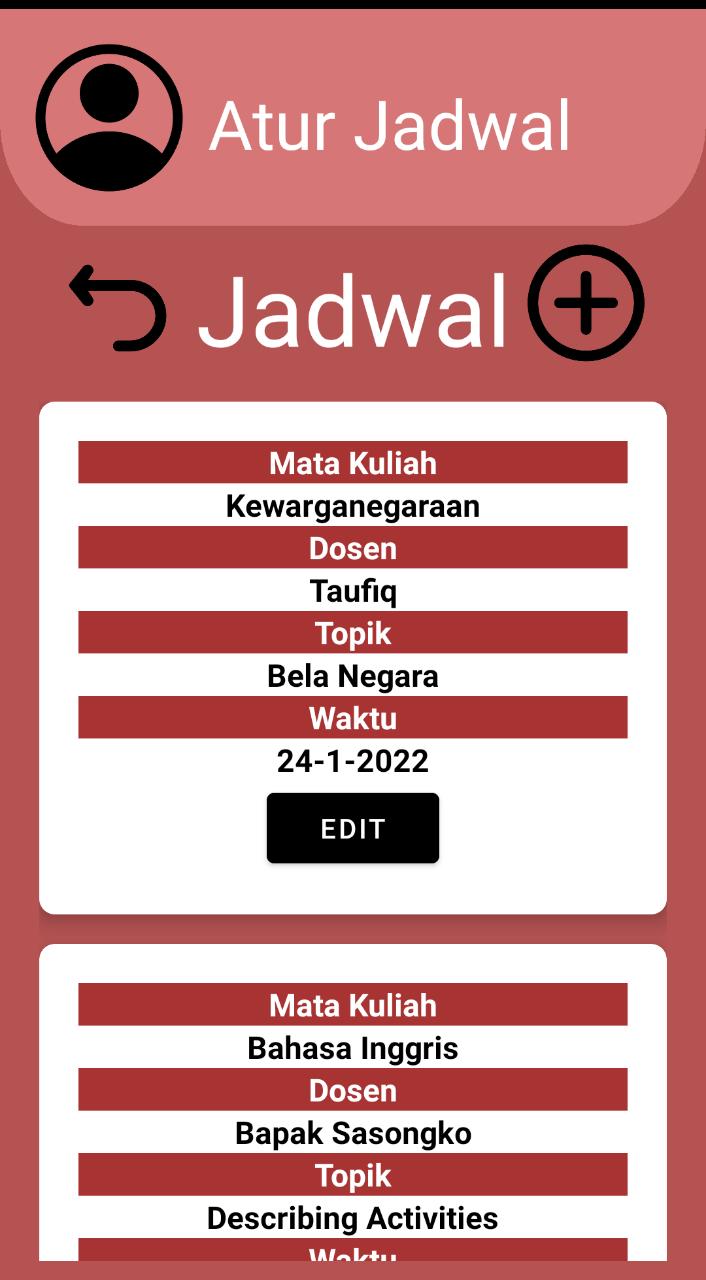 Atur Jadwal
Jadwal
Mata Kuliah
Kewarganegaraan
Dosen
Taufiq
Topik
Bela Negara
Waktu
24-1-2022
EDIT
Mata Kuliah
Bahasa Inggris
Dosen
Bapak Sasongko
Topik
Describing Activities
Waktu